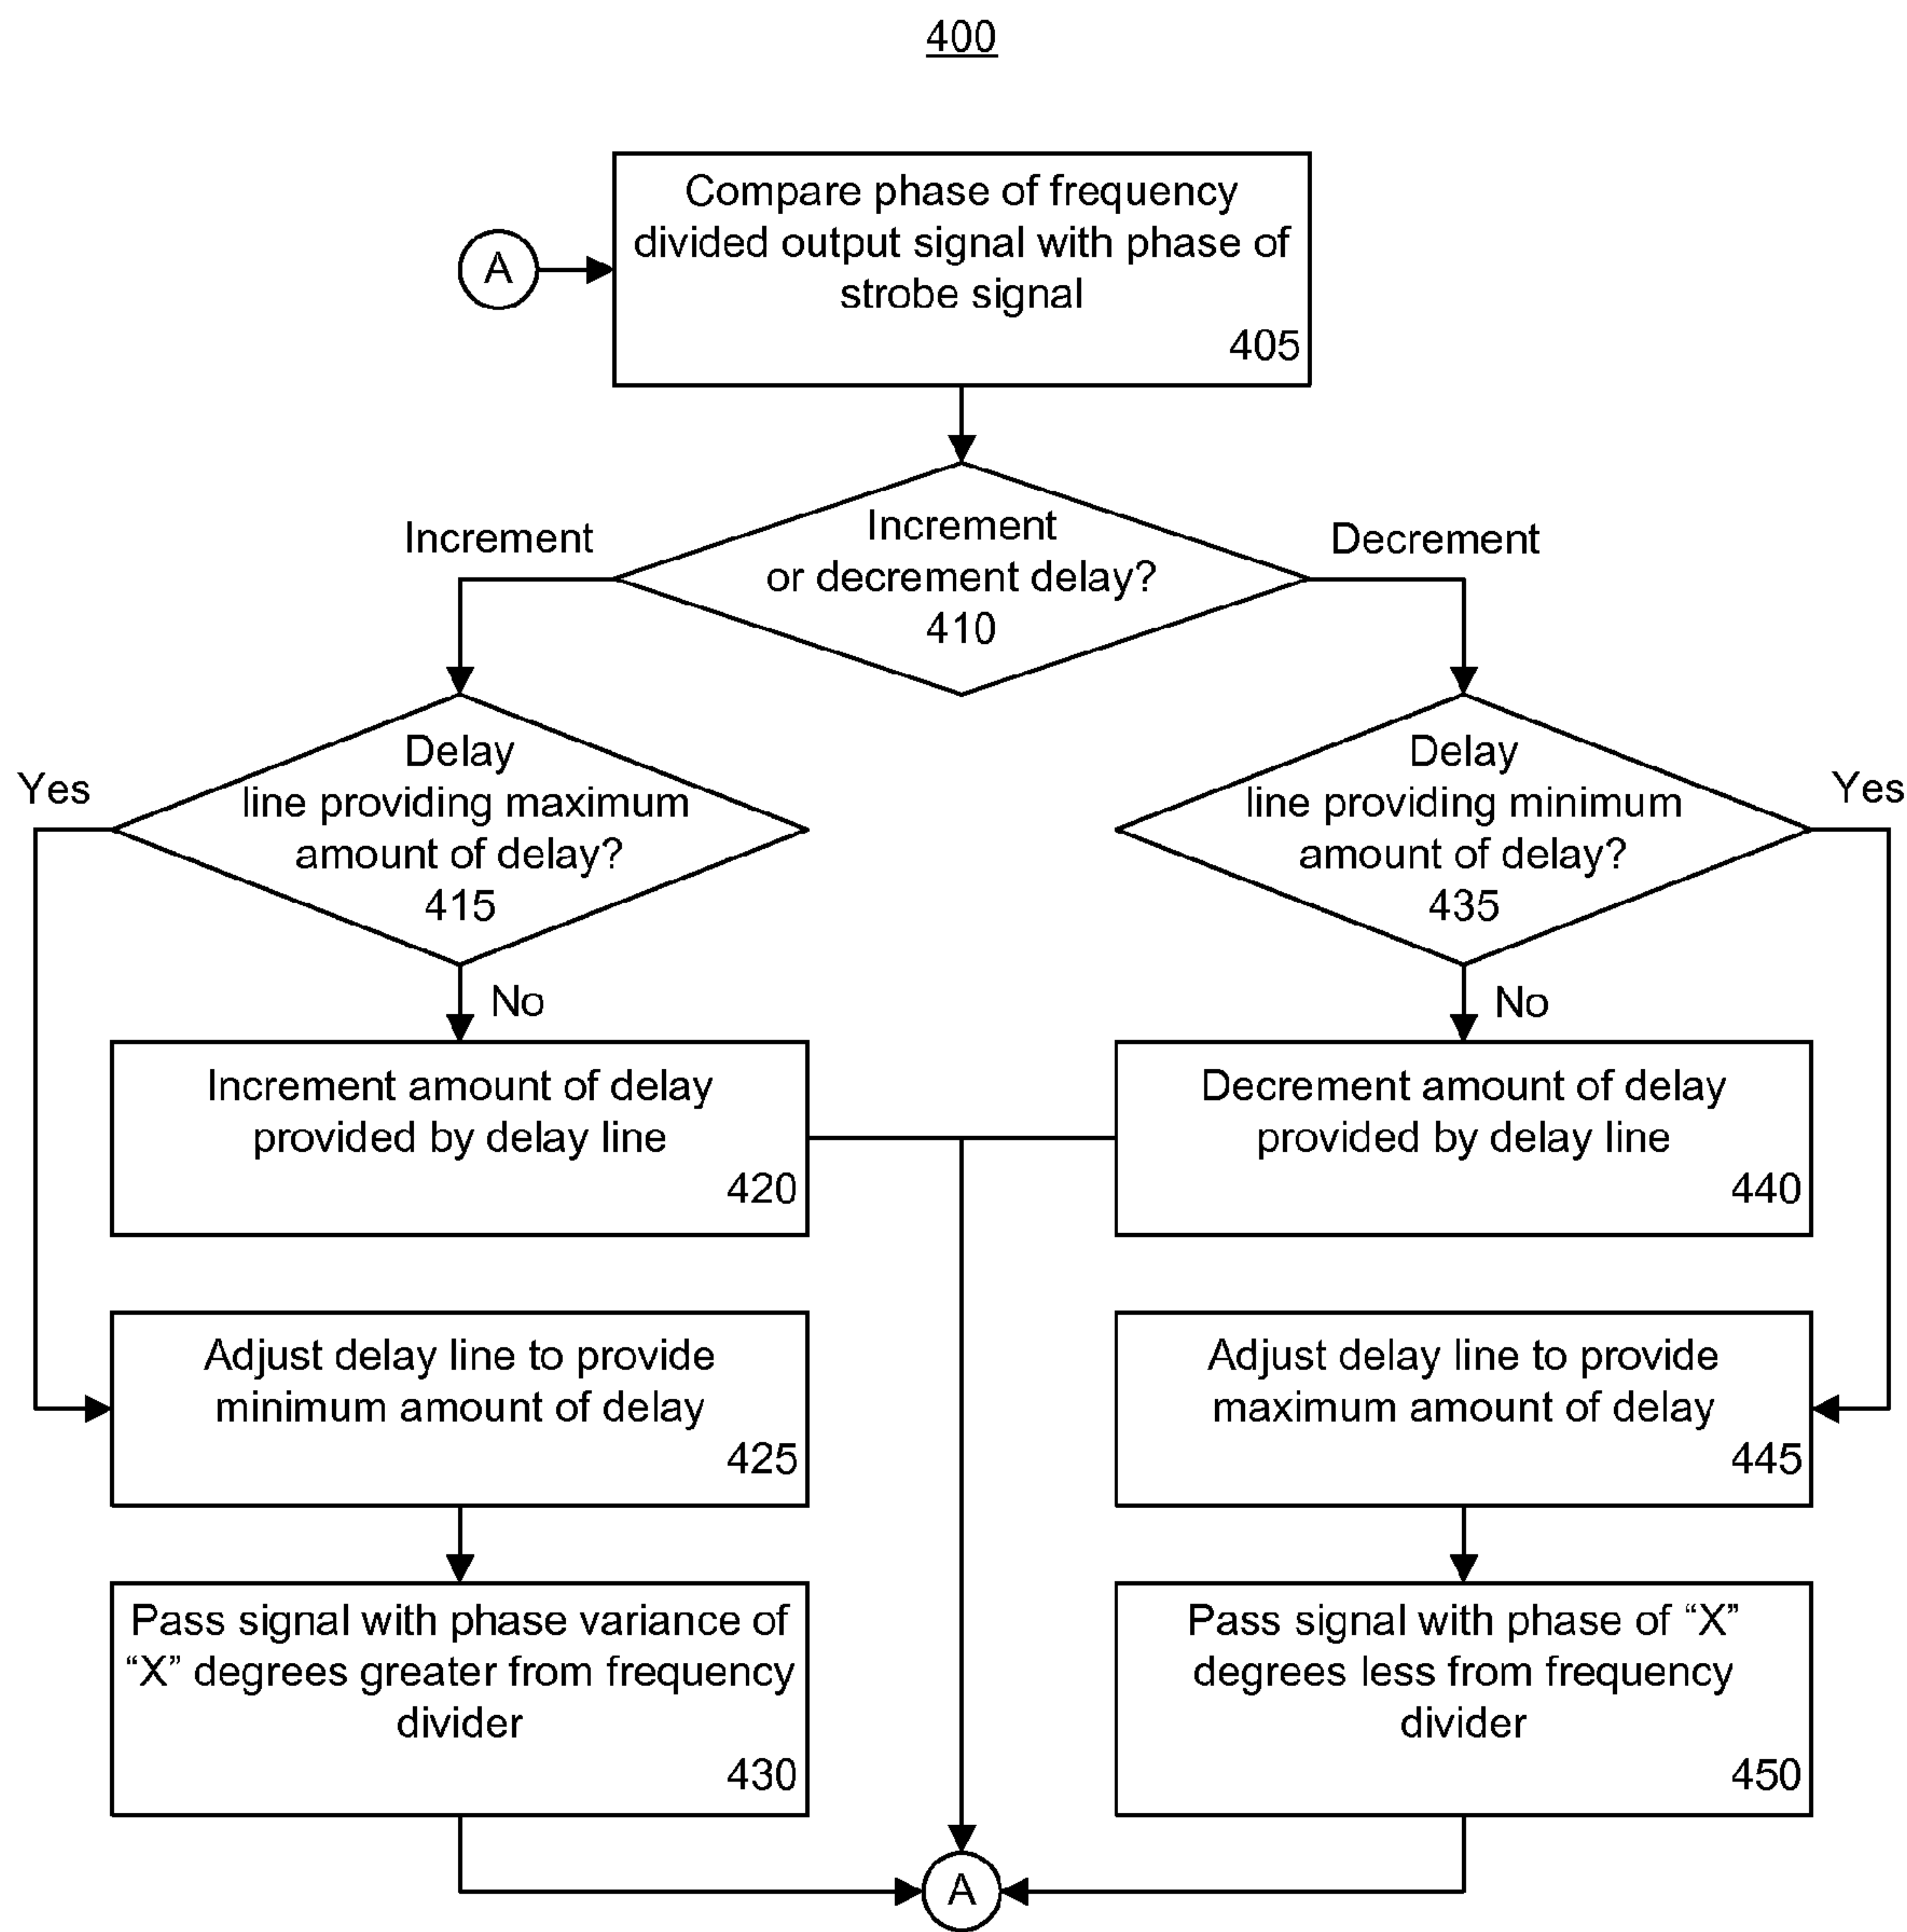 400
Compare phase of frequency
divided output signal with phase of
strobe signal
405
A
Increment
Increment
or decrement delay?
410
Decrement
Yes
Delay
line providing maximum
amount of delay?
415
No
Delay
line providing minimum
amount of delay?
435
Yes
No
Increment amount of delay
provided by delay line
420
Decrement amount of delay
provided by delay line
440
Adjust delay line to provide
minimum amount of delay
425
Adjust delay line to provide
maximum amount of delay
445
Pass signal with phase variance of
“X” degrees greater from frequency
divider
430
Pass signal with phase of “X”
degrees less from frequency
divider
450
A